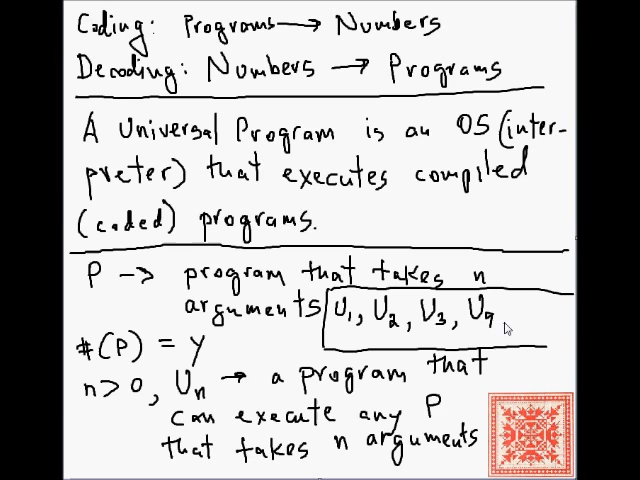 Coding: Programs → Numbers
Decoding: Numbers → Programs
A Universal Program is an OS (inter-
preter) that executes compiled
(coded) programs.
P → program that takes n
arguments U₁, U₂, U₃, U₉
#(P) = y
n > 0, Uₙ → a program that
can execute any P
that takes n arguments